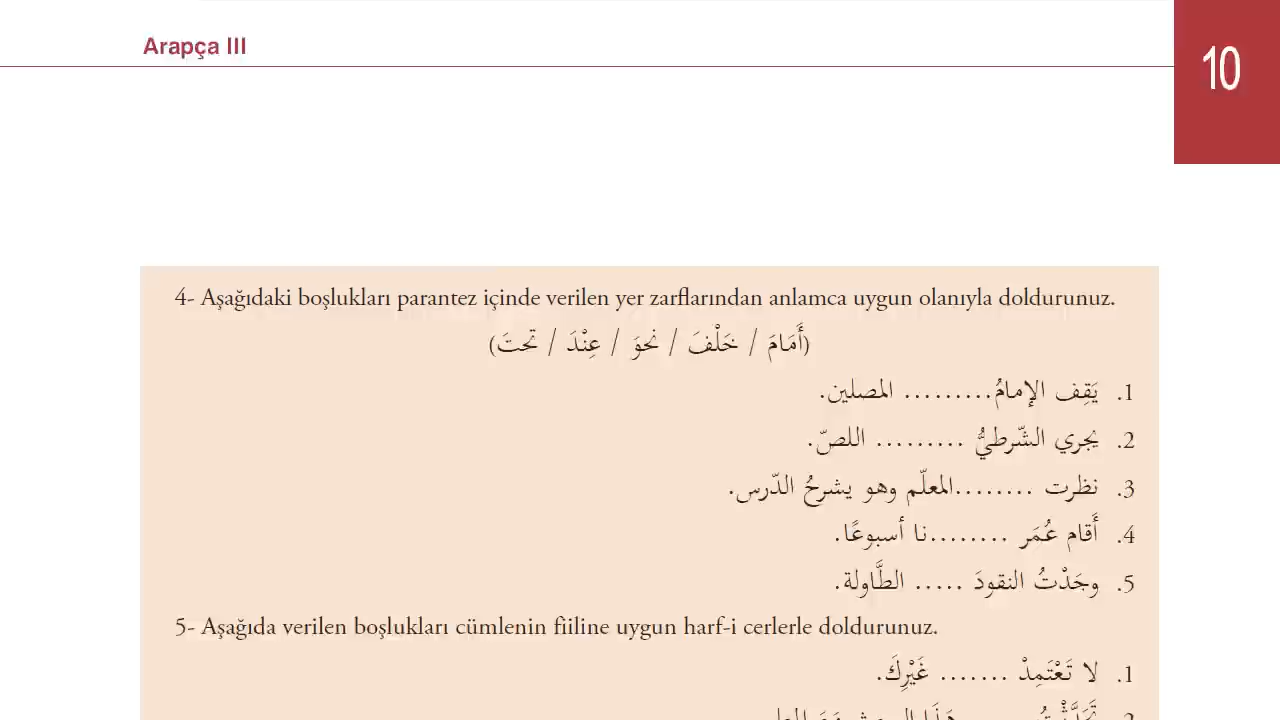 Arapça III
10
4- Aşağıdaki boşlukları parantez içinde verilen yer zarflarından anlamca uygun olanıyla doldurunuz.
(أَمَامَ / خَلْفَ / نحوَ / عِنْدَ / تحتَ)
1. يَقِف الإمامُ......... المصلين.
2. يجري الشّرطيُّ ......... اللصّ.
3. نظرت ........المعلّم وهو يشرحُ الدّرس.
4. أَقام عُمَر ........نا أسبوعًا.
5. وجَدْتُ النقودَ ..... الطَّاولة.
5- Aşağıda verilen boşlukları cümlenin fiiline uygun harf-i cerlerle doldurunuz.
1. لا تَعْتَمِدْ ....... غَيْرِكَ.